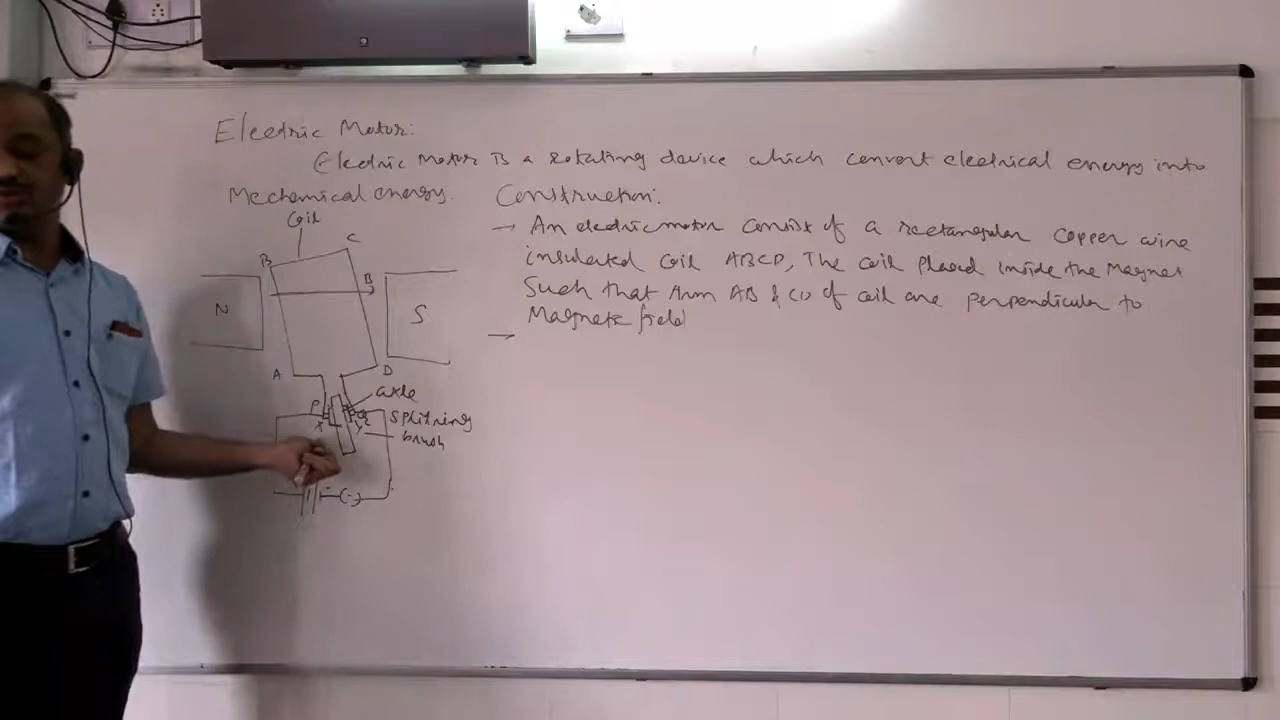 Electric Motor:
Electric Motor is a rotating device which convert electrical energy into
Mechanical energy. Construction:
→ An electric motor consist of a rectangular copper wire
insulated coil ABCD, The coil placed inside the Magnet
Such that Arm AB & CD of coil are perpendicular to
Magnetic field
→
Coil
B C
B
N S
A D
axle
P Q
X Y
splitring
brush
+ - (·)